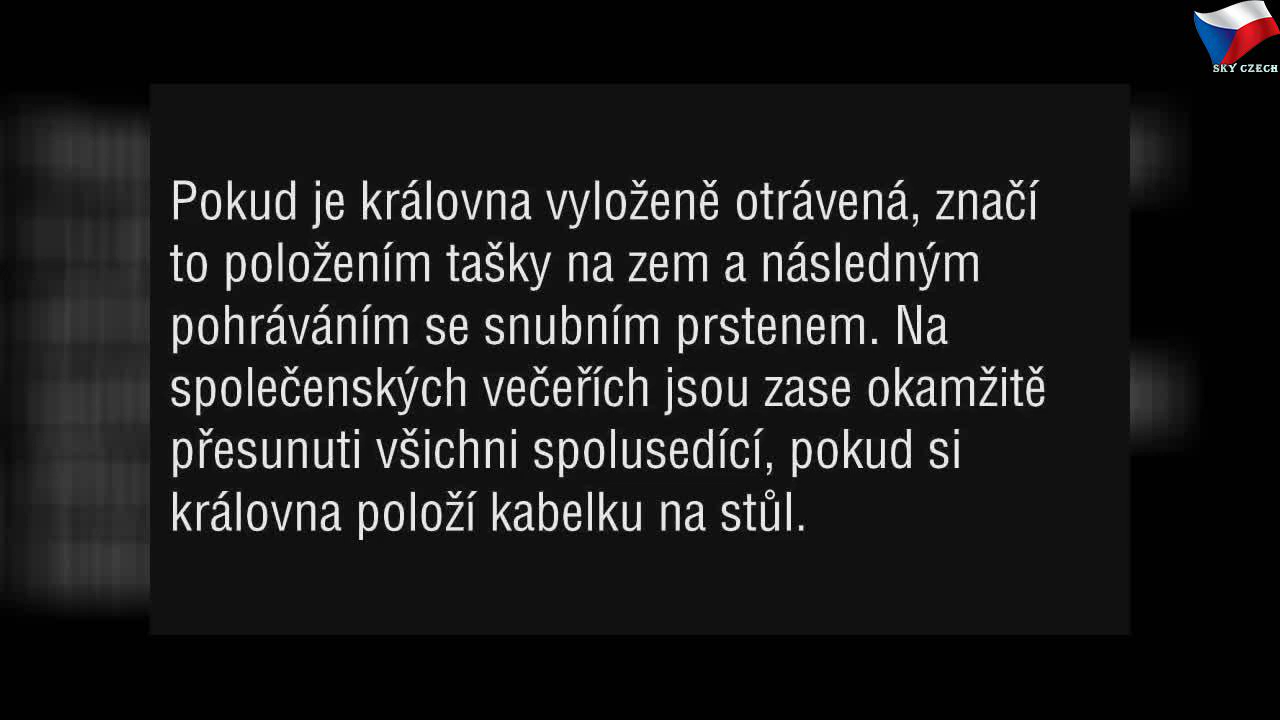 SKY CZECH
Pokud je královna vyloženě otrávená, značí
to položením tašky na zem a následným
pohráváním se snubním prstenem. Na
společenských večeřích jsou zase okamžitě
přesunuti všichni spolusedící, pokud si
královna položí kabelku na stůl.